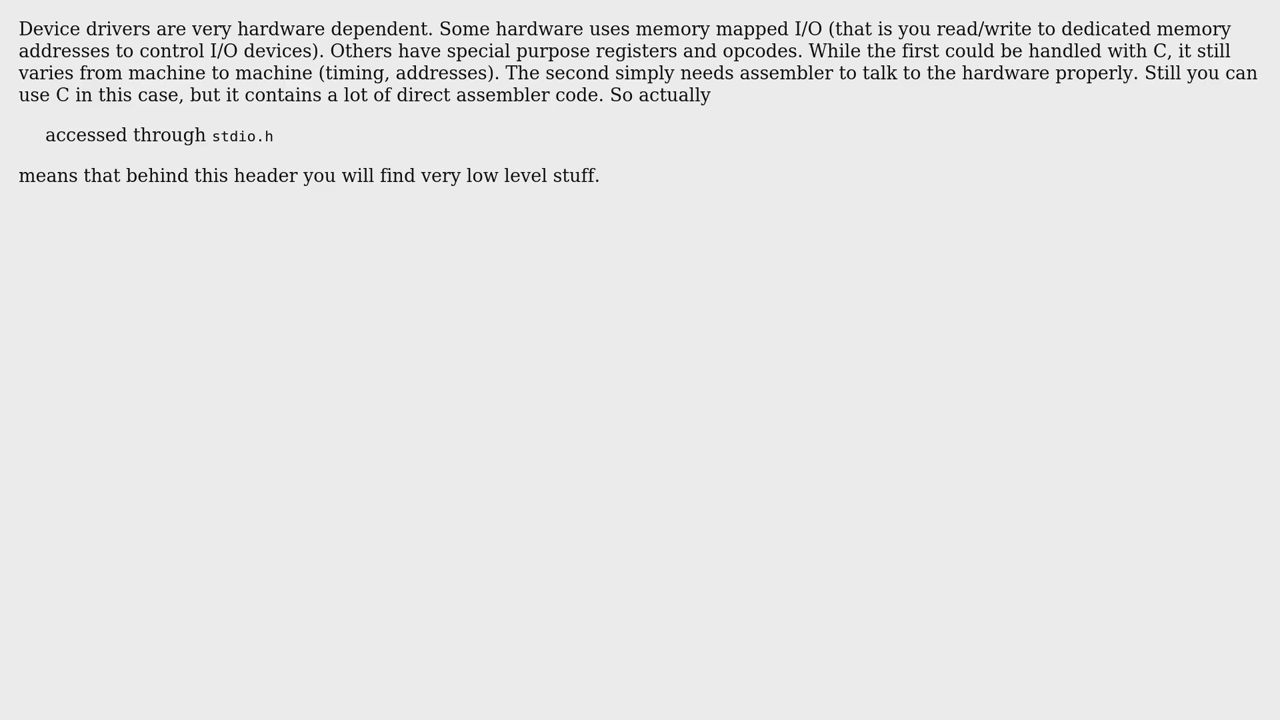 Device drivers are very hardware dependent. Some hardware uses memory mapped I/O (that is you read/write to dedicated memory
addresses to control I/O devices). Others have special purpose registers and opcodes. While the first could be handled with C, it still
varies from machine to machine (timing, addresses). The second simply needs assembler to talk to the hardware properly. Still you can
use C in this case, but it contains a lot of direct assembler code. So actually
accessed through stdio.h
means that behind this header you will find very low level stuff.